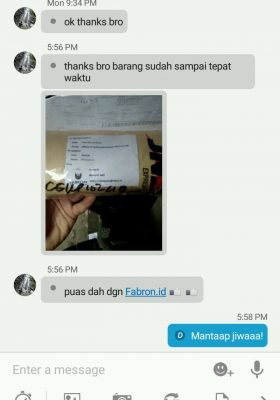 Mon 9:34 PM
ok thanks bro
5:56 PM
thanks bro barang sudah sampai tepat
waktu
EXPRESS
5:56 PM
puas dah dgn Fabron.id
5:58 PM
Mantaap jiwaaa!
Enter a message